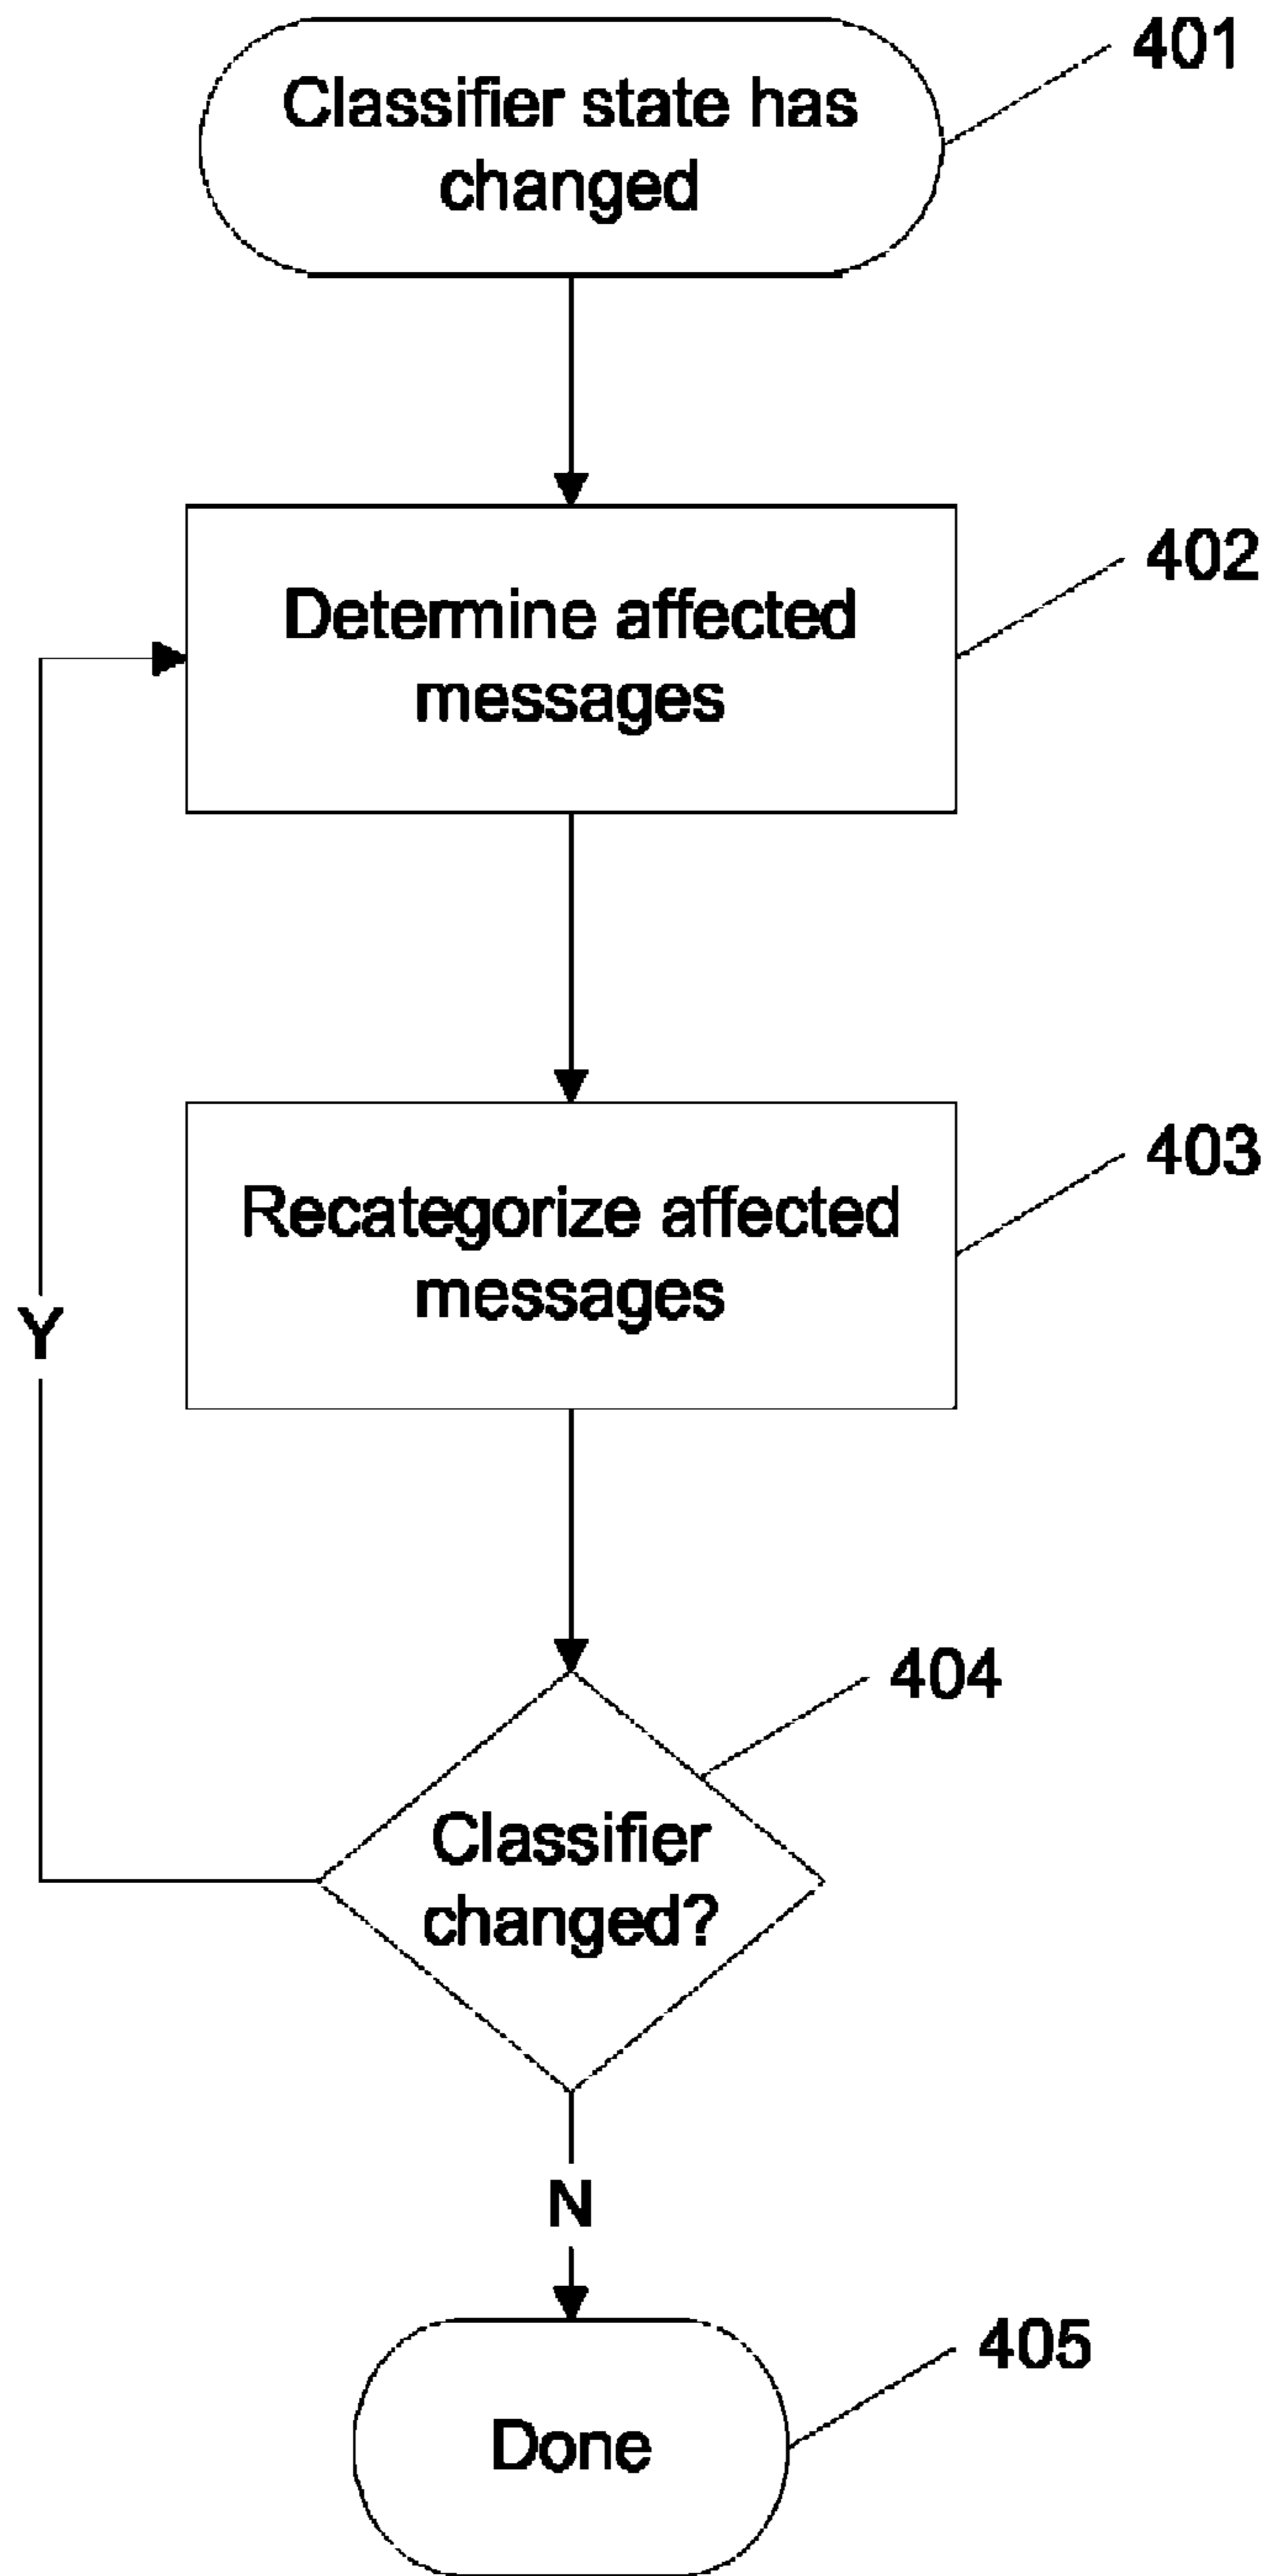 401
Classifier state has
changed
402
Determine affected
messages
403
Recategorize affected
messages
Y
404
Classifier
changed?
N
405
Done